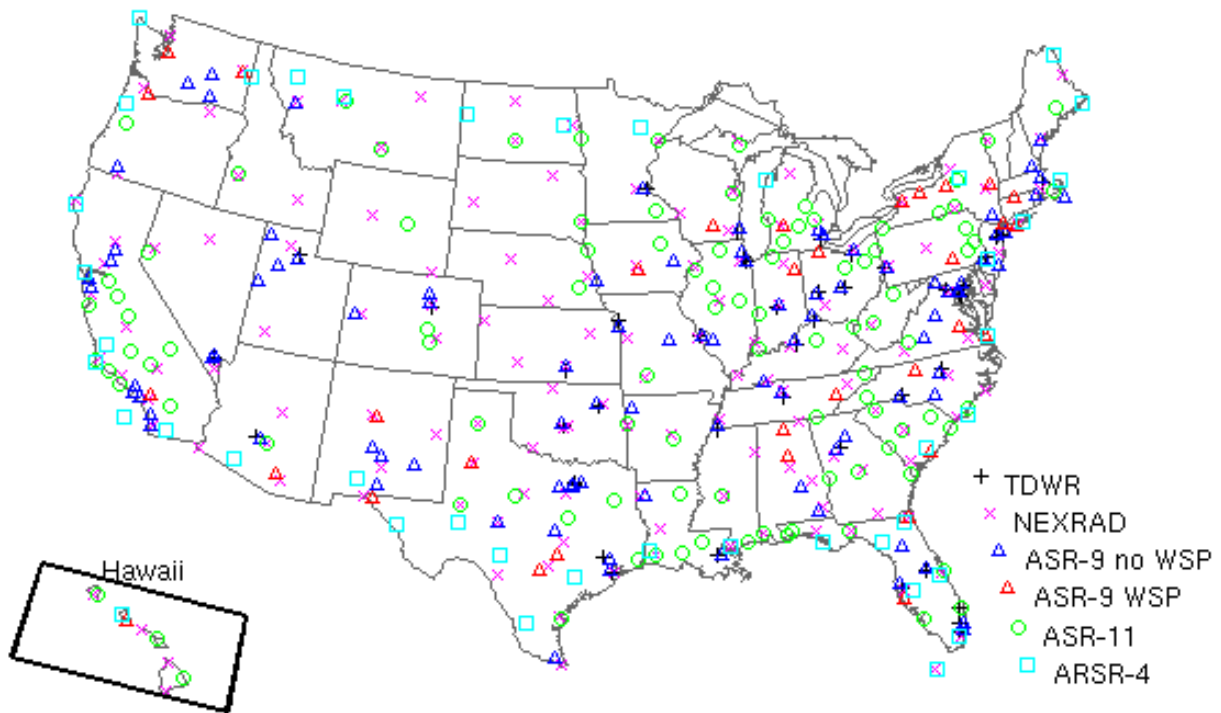 TDWR
NEXRAD
ASR-9 no WSP
ASR-9 WSP
ASR-11
ARSR-4
Hawaii